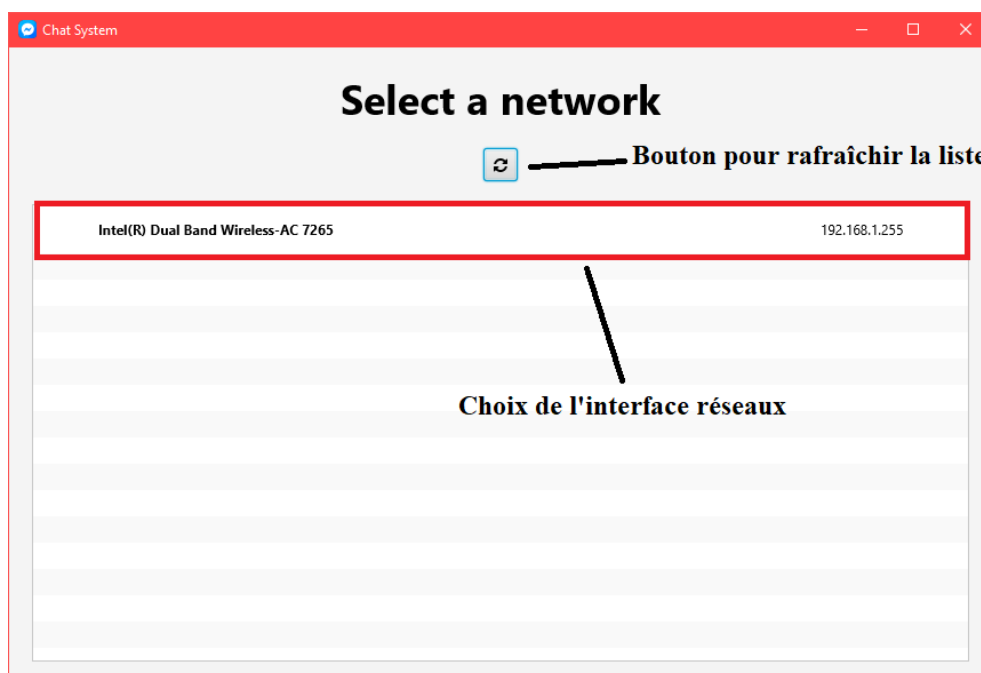 Chat System
Select a network
Bouton pour rafraîchir la liste
Intel(R) Dual Band Wireless-AC 7265 192.168.1.255
Choix de l'interface réseaux